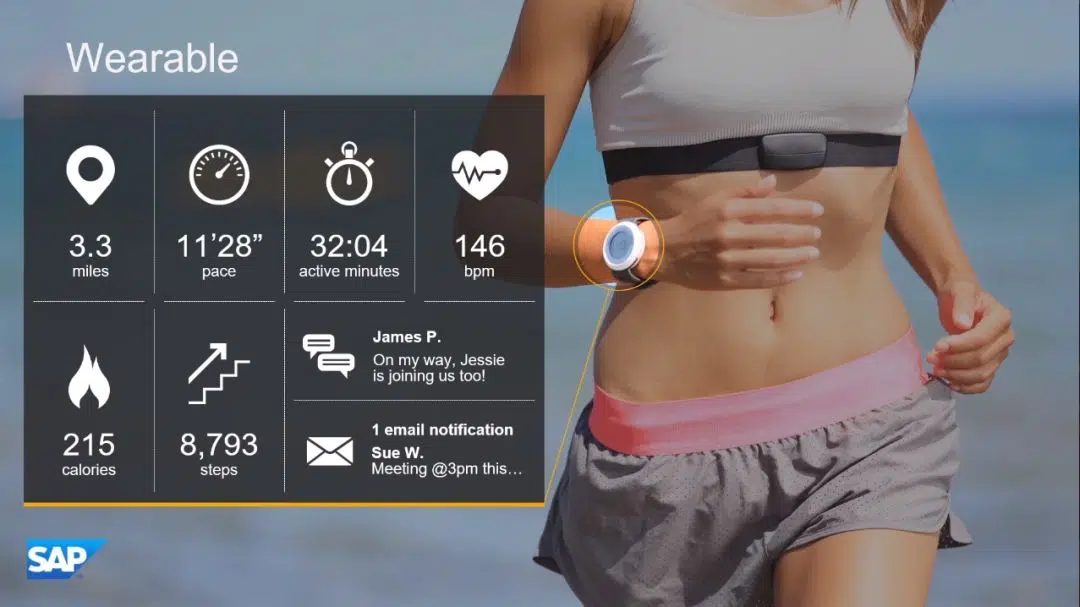 Wearable
3.3
miles
11’28”
pace
32:04
active minutes
146
bpm
215
calories
8,793
steps
James P.
On my way, Jessie
is joining us too!
1 email notification
Sue W.
Meeting @3pm this…
SAP